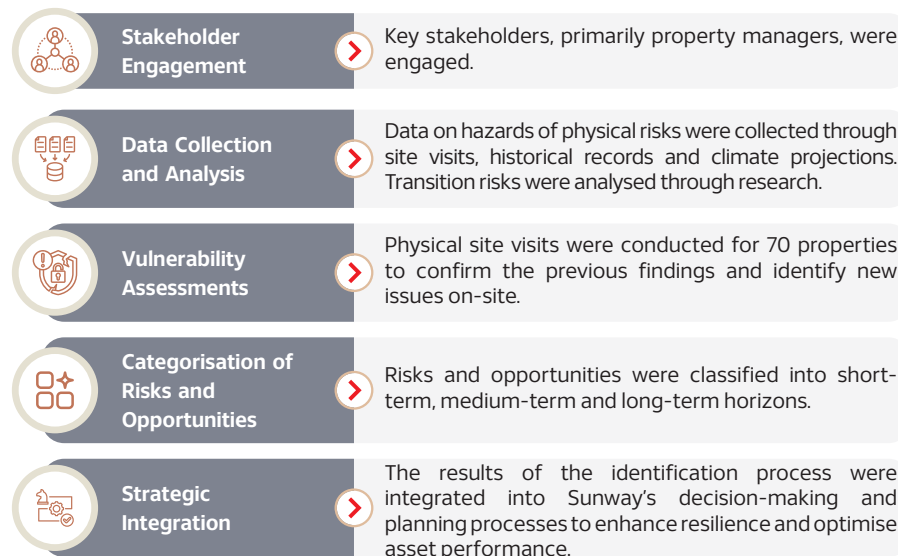 Stakeholder
Engagement
Key stakeholders, primarily property managers, were
engaged.
Data Collection
and Analysis
Data on hazards of physical risks were collected through
site visits, historical records and climate projections.
Transition risks were analysed through research.
Vulnerability
Assessments
Physical site visits were conducted for 70 properties
to confirm the previous findings and identify new
issues on-site.
Categorisation of
Risks and
Opportunities
Risks and opportunities were classified into short-
term, medium-term and long-term horizons.
Strategic
Integration
The results of the identification process were
integrated into Sunway's decision-making and
planning processes to enhance resilience and optimise
asset performance.